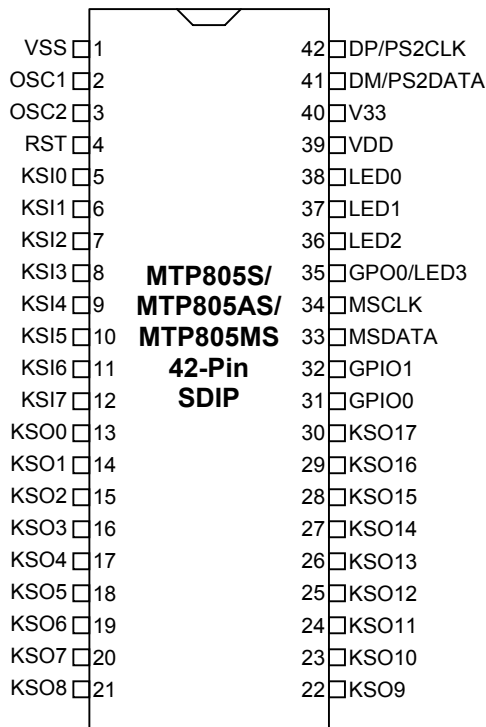 VSS 1 42 DP/PS2CLK
OSC1 2 41 DM/PS2DATA
OSC2 3 40 V33
RST 4 39 VDD
KSI0 5 38 LED0
KSI1 6 37 LED1
KSI2 7 36 LED2
KSI3 8 MTP805S/ 35 GPO0/LED3
KSI4 9 MTP805AS/ 34 MSCLK
KSI5 10 MTP805MS 33 MSDATA
KSI6 11 42-Pin 32 GPIO1
KSI7 12 SDIP 31 GPIO0
KSO0 13 30 KSO17
KSO1 14 29 KSO16
KSO2 15 28 KSO15
KSO3 16 27 KSO14
KSO4 17 26 KSO13
KSO5 18 25 KSO12
KSO6 19 24 KSO11
KSO7 20 23 KSO10
KSO8 21 22 KSO9